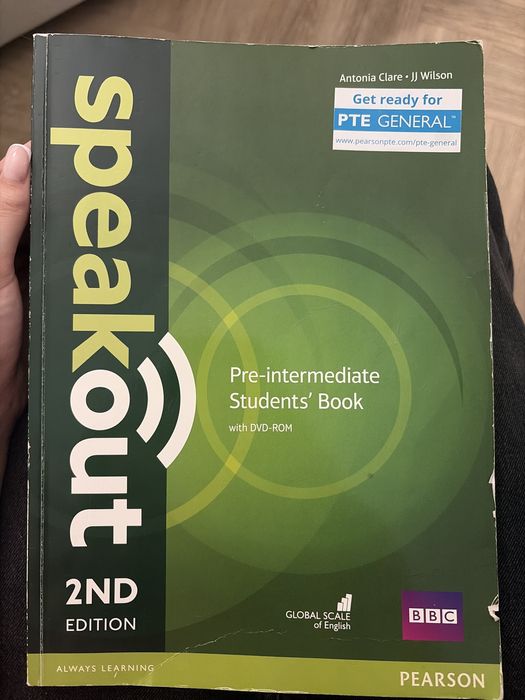 Antonia Clare • JJ Wilson
Get ready for
PTE GENERAL™
www.pearsonpte.com/pte-general
speakout
Pre-intermediate
Students' Book
with DVD-ROM
2ND
EDITION
GLOBAL SCALE
of English
BBC
ALWAYS LEARNING
PEARSON